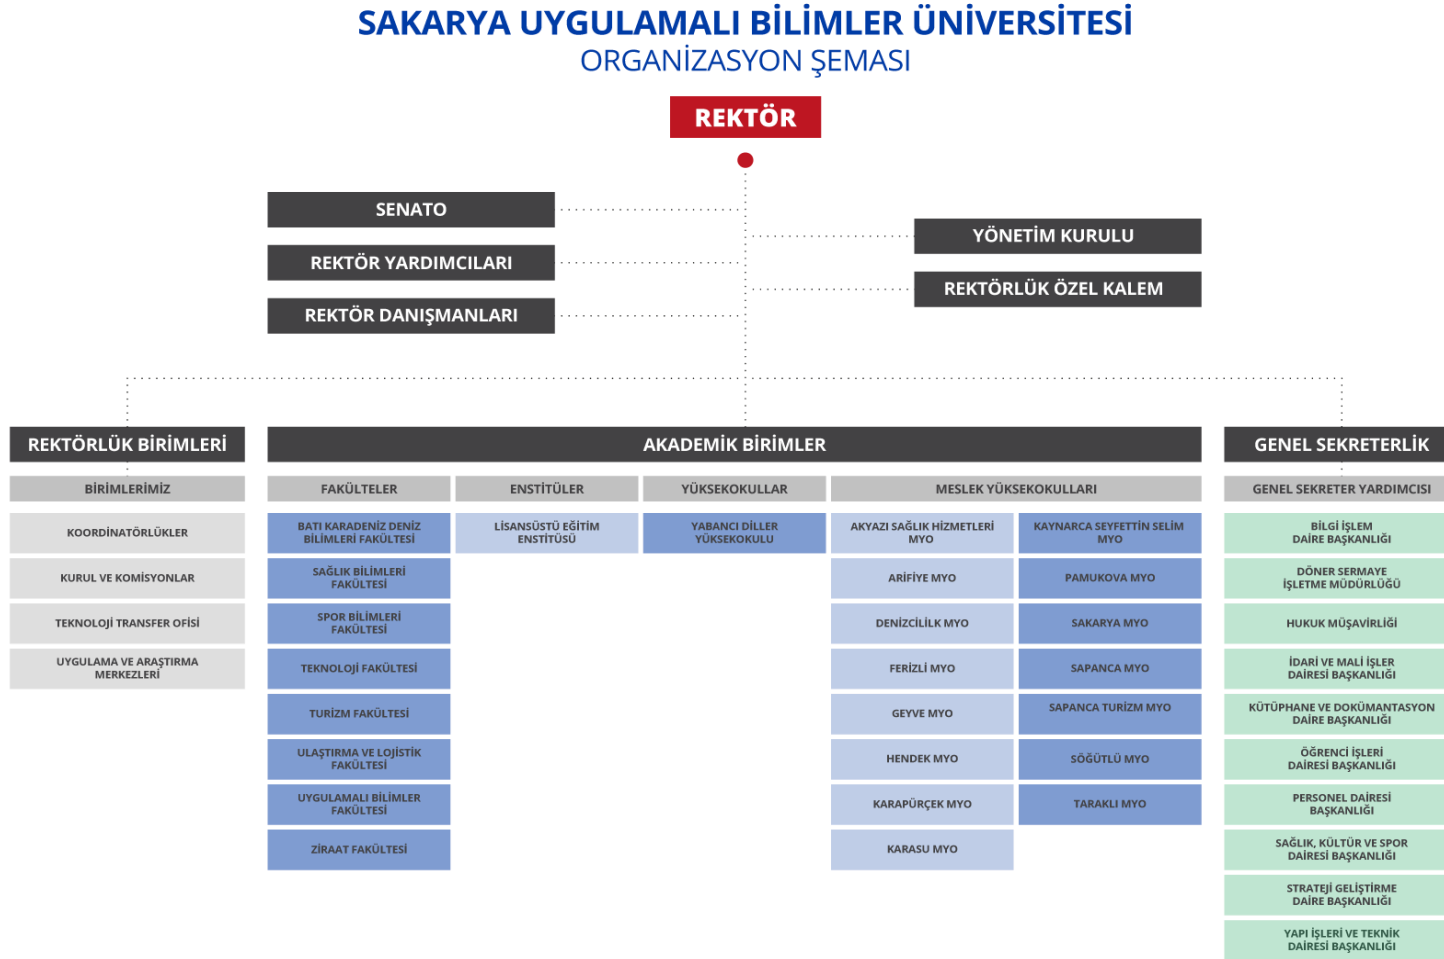 SAKARYA UYGULAMALI BİLİMLER ÜNİVERSİTESİ
ORGANİZASYON ŞEMASI
REKTÖR
SENATO
REKTÖR YARDIMCILARI
REKTÖR DANIŞMANLARI
YÖNETİM KURULU
REKTÖRLÜK ÖZEL KALEM
REKTÖRLÜK BİRİMLERİ
BİRİMLERİMİZ
KOORDİNATÖRLÜKLER
KURUL VE KOMİSYONLAR
TEKNOLOJİ TRANSFER OFİSİ
UYGULAMA VE ARAŞTIRMA
MERKEZLERİ
AKADEMİK BİRİMLER
FAKÜLTELER
BATI KARADENİZ DENİZ
BİLİMLERİ FAKÜLTESİ
SAĞLIK BİLİMLERİ
FAKÜLTESİ
SPOR BİLİMLERİ
FAKÜLTESİ
TEKNOLOJİ FAKÜLTESİ
TURİZM FAKÜLTESİ
ULAŞTIRMA VE LOJİSTİK
FAKÜLTESİ
UYGULAMALI BİLİMLER
FAKÜLTESİ
ZİRAAT FAKÜLTESİ
ENSTİTÜLER
LİSANSÜSTÜ EĞİTİM
ENSTİTÜSÜ
YÜKSEKOKULLAR
YABANCI DİLLER
YÜKSEKOKULU
MESLEK YÜKSEKOKULLARI
AKYAZI SAĞLIK HİZMETLERİ
MYO
ARİFİYE MYO
DENİZCİLİLK MYO
FERİZLİ MYO
GEYVE MYO
HENDEK MYO
KARAPÜRÇEK MYO
KARASU MYO
KAYNARCA SEYFETTİN SELİM
MYO
PAMUKOVA MYO
SAKARYA MYO
SAPANCA MYO
SAPANCA TURİZM MYO
SÖĞÜTLÜ MYO
TARAKLI MYO
GENEL SEKRETERLİK
GENEL SEKRETER YARDIMCISI
BİLGİ İŞLEM
DAİRE BAŞKANLIĞI
DÖNER SERMAYE
İŞLETME MÜDÜRLÜĞÜ
HUKUK MÜŞAVİRLİĞİ
İDARİ VE MALİ İŞLER
DAİRESİ BAŞKANLIĞI
KÜTÜPHANE VE DOKÜMANTASYON
DAİRE BAŞKANLIĞI
ÖĞRENCİ İŞLERİ
DAİRESİ BAŞKANLIĞI
PERSONEL DAİRESİ
BAŞKANLIĞI
SAĞLIK, KÜLTÜR VE SPOR
DAİRESİ BAŞKANLIĞI
STRATEJİ GELİŞTİRME
DAİRE BAŞKANLIĞI
YAPI İŞLERİ VE TEKNİK
DAİRESİ BAŞKANLIĞI